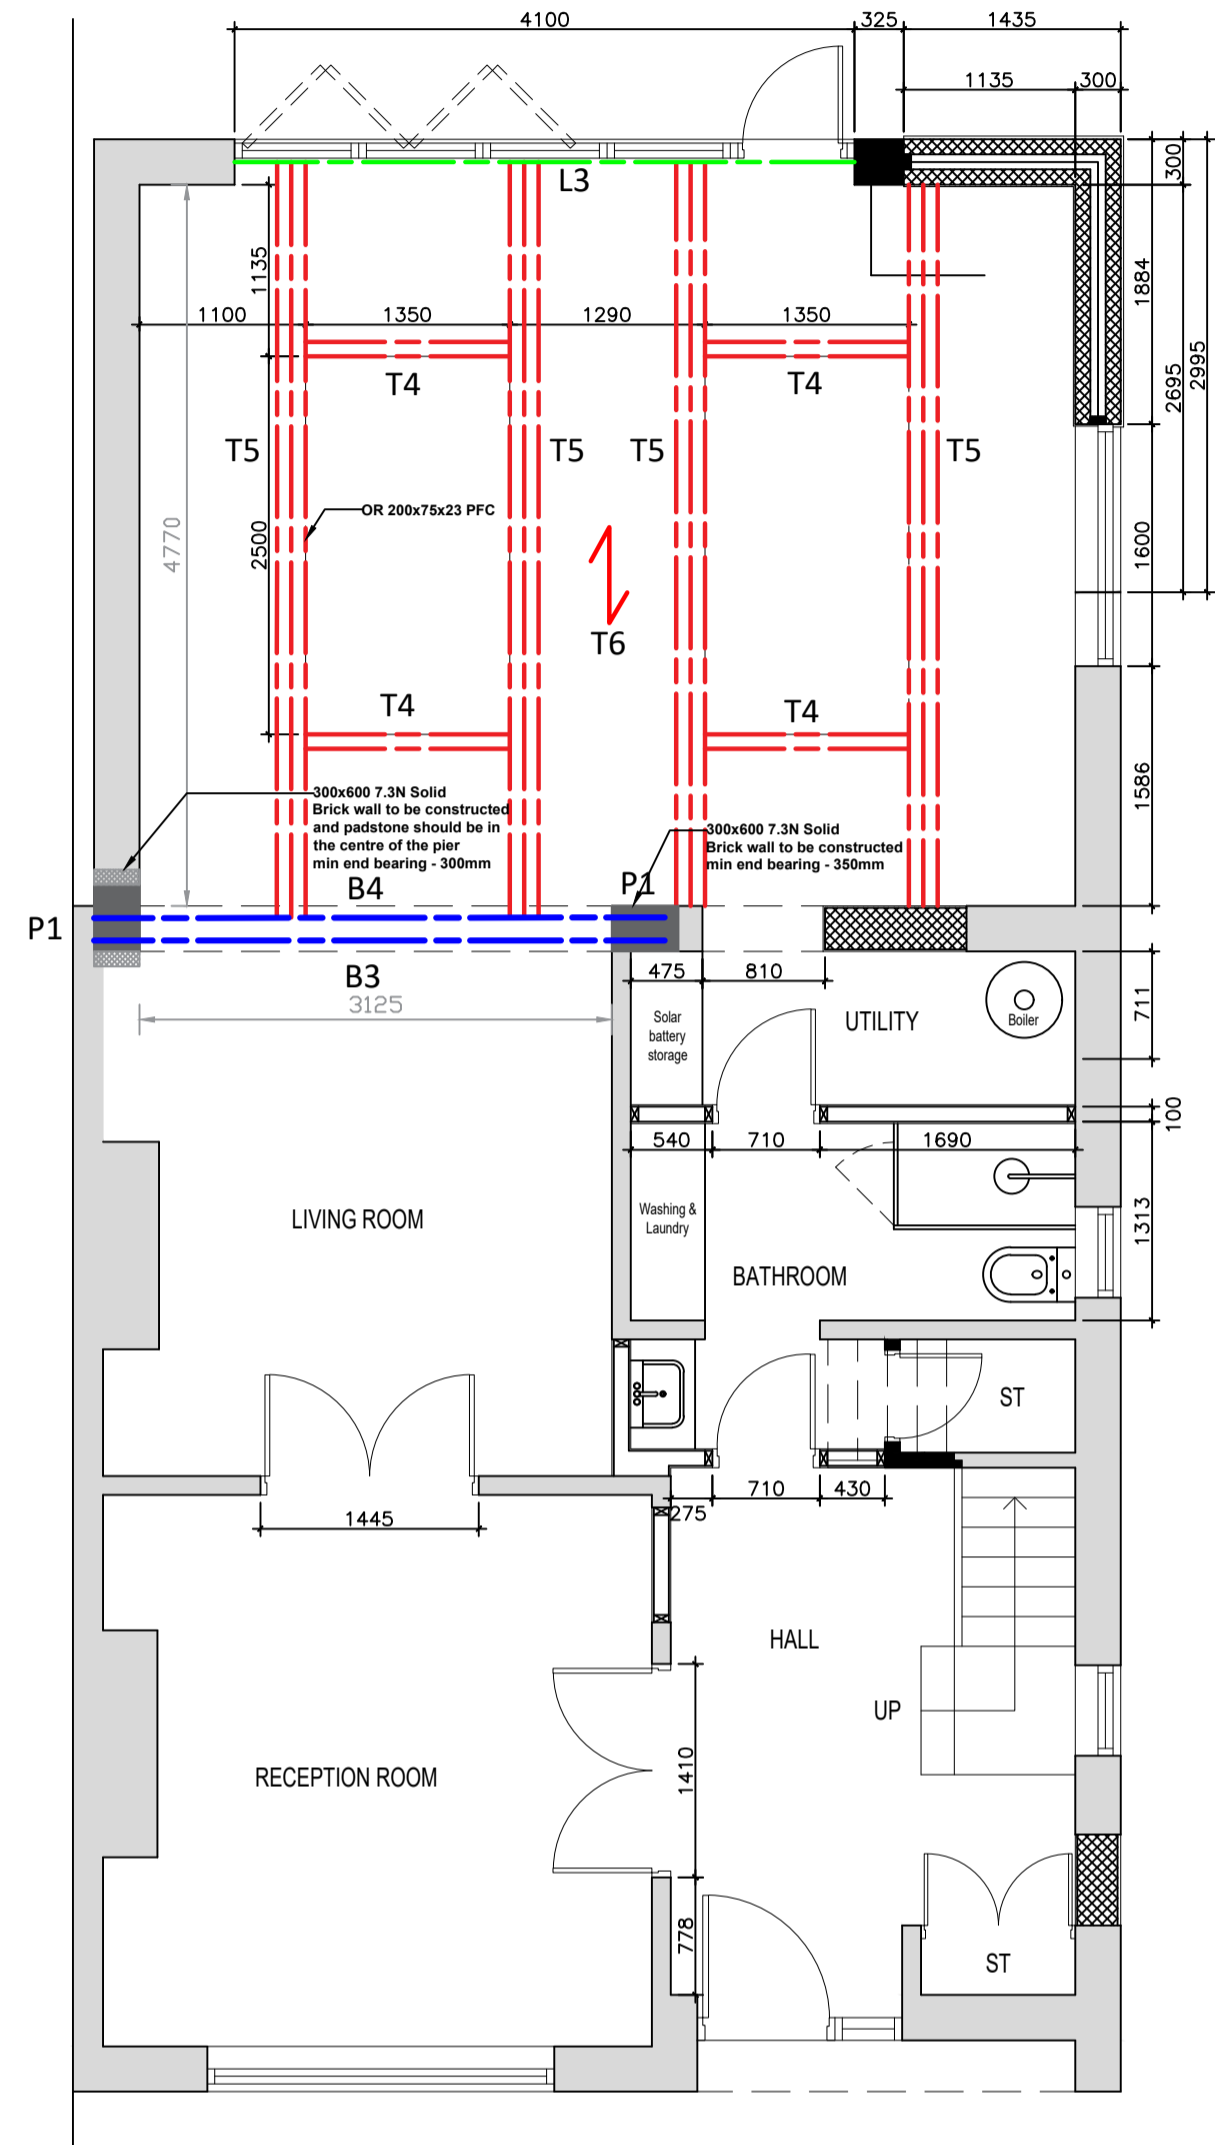 4100
325
1435
1135
300
300
L3
1135
1884
1100
1350
1290
1350
2695
2995
T4
T4
T5
T5
T5
T5
OR 200x75x23 PFC
4770
2500
1600
T6
T4
T4
1586
300x600 7.3N Solid
Brick wall to be constructed
and padstone should be in
the centre of the pier
min end bearing - 300mm
300x600 7.3N Solid
Brick wall to be constructed
min end bearing - 350mm
B4
P1
P1
B3
3125
475
810
711
Solar
battery
storage
UTILITY
Boiler
100
540
710
1690
Washing &
Laundry
1313
LIVING ROOM
BATHROOM
ST
1445
275
710
430
HALL
UP
RECEPTION ROOM
1410
778
ST